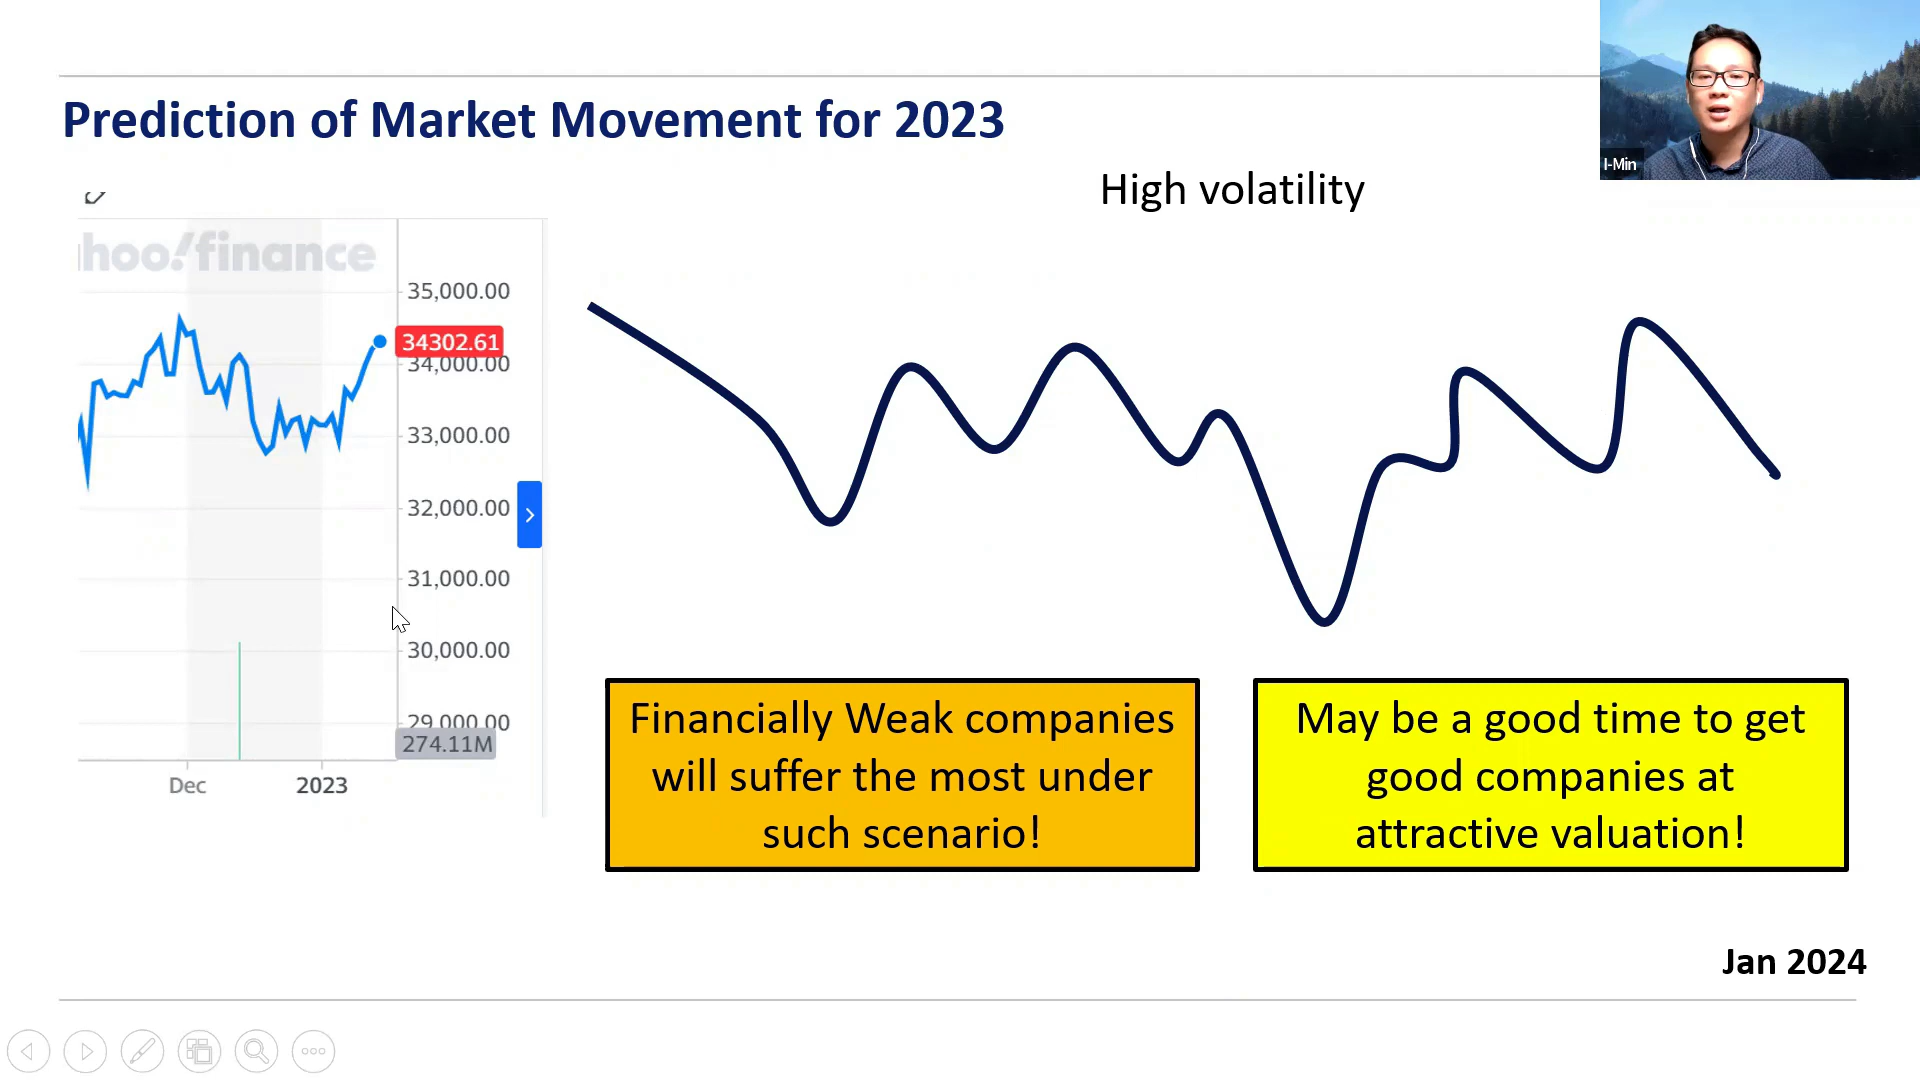 I-Min
Prediction of Market Movement for 2023
High volatility
hoo!finance
35,000.00
34302.61
34,000.00
33,000.00
32,000.00
31,000.00
30,000.00
29,000.00
274.11M
Dec 2023
Financially Weak companies
will suffer the most under
such scenario!
May be a good time to get
good companies at
attractive valuation!
Jan 2024